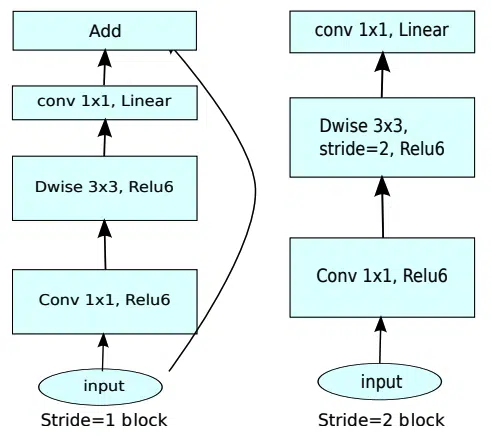 Add
conv 1x1, Linear
Dwise 3x3, Relu6
Conv 1x1, Relu6
input
Stride=1 block
conv 1x1, Linear
Dwise 3x3,
stride=2, Relu6
Conv 1x1, Relu6
input
Stride=2 block